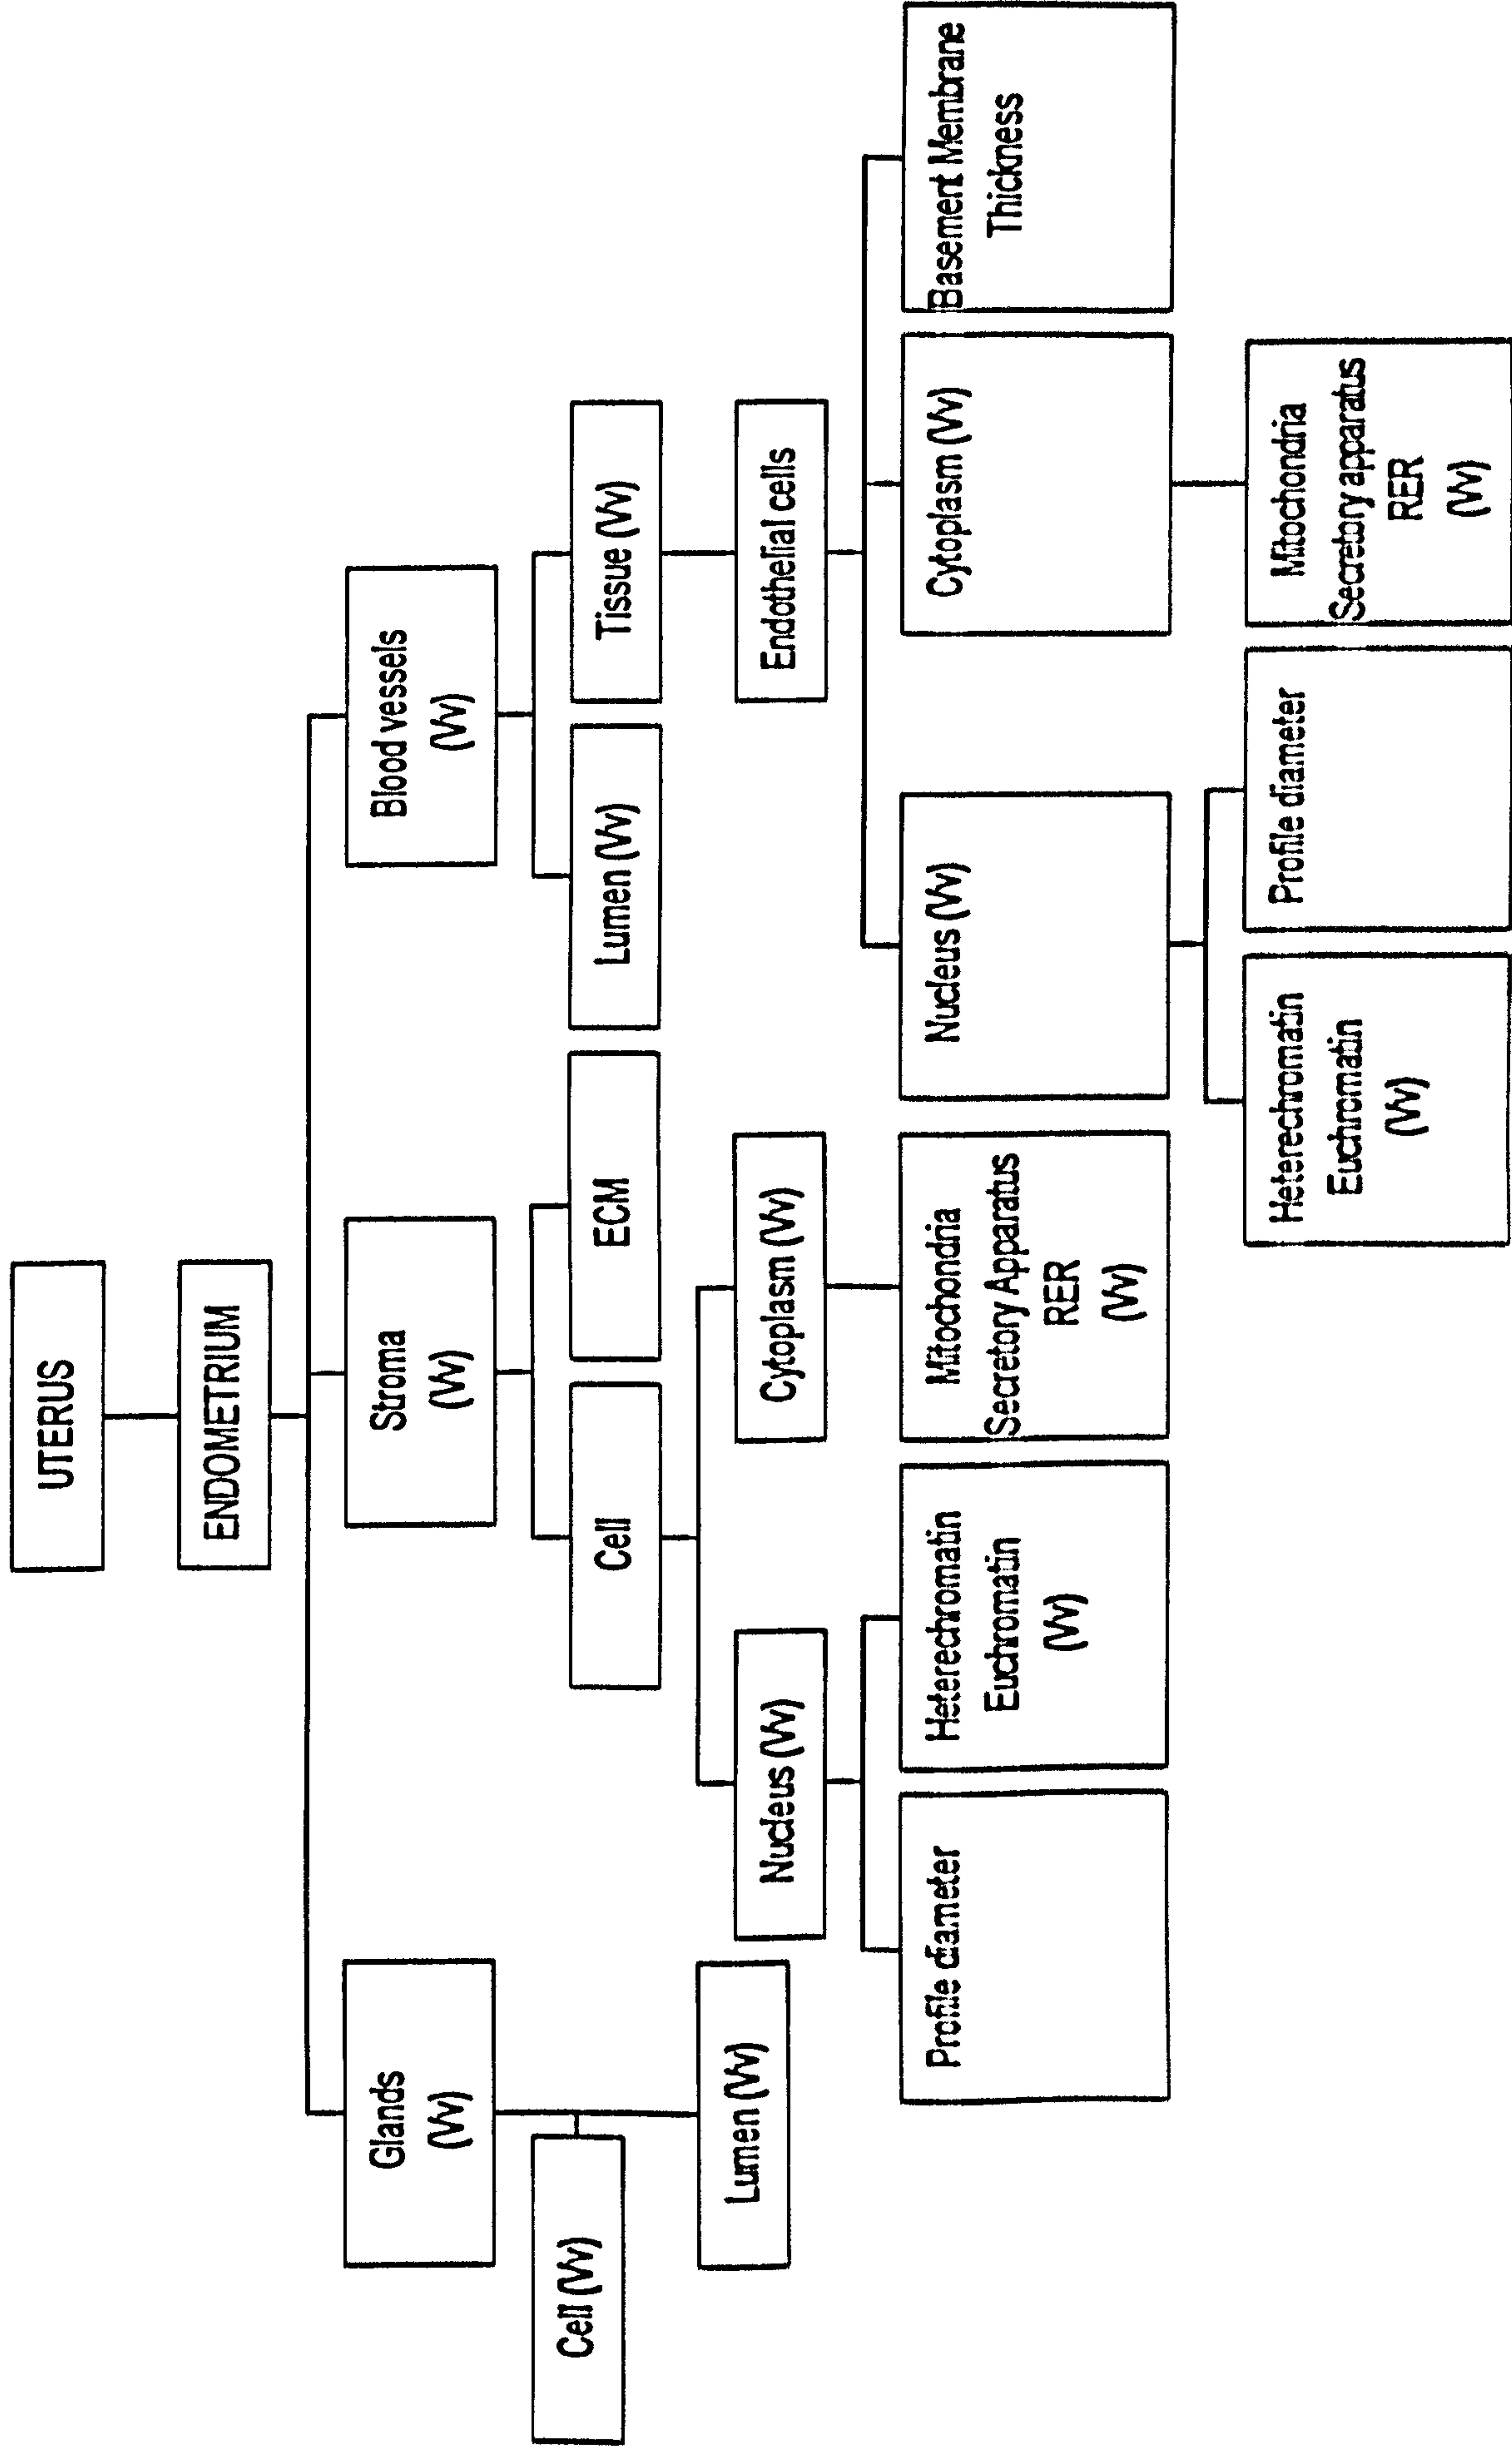 UTERUS
ENDOMETRIUM
Glands
(Vv)
Stroma
(Vv)
Blood vessels
(Vv)
Cell (Vv)
Lumen (Vv)
Cell
ECM
Lumen (Vv)
Tissue (Vv)
Nucleus (Vv)
Cytoplasm (Vv)
Endothelial cells
Profile diameter
Heterechromatin
Euchromatin
(Vv)
Mitochondria
Secretory Apparatus
RER
(Vv)
Nucleus (Vv)
Cytoplasm (Vv)
Basement Membrane
Thickness
Heterechromatin
Euchromatin
(Vv)
Profile diameter
Mitochondria
Secretory apparatus
RER
(Vv)